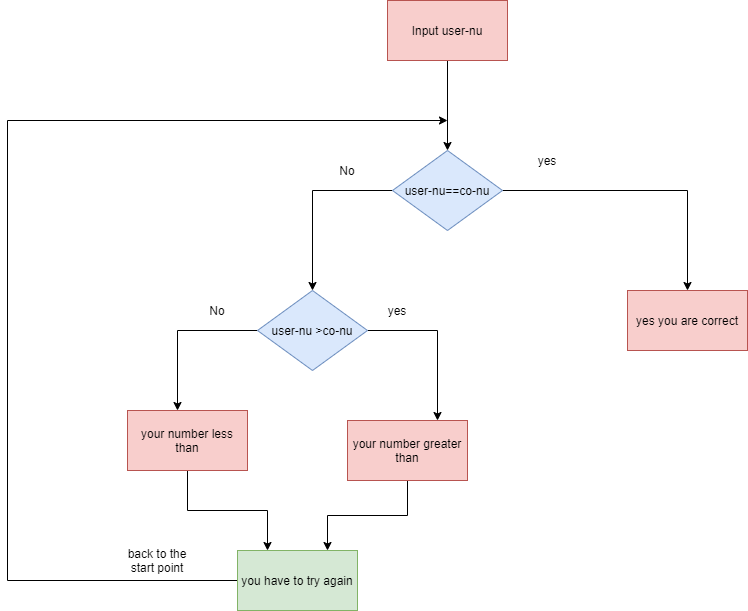 Input user-nu
yes
No
user-nu==co-nu
No
yes
yes you are correct
user-nu >co-nu
your number less
than
your number greater
than
back to the
start point
you have to try again